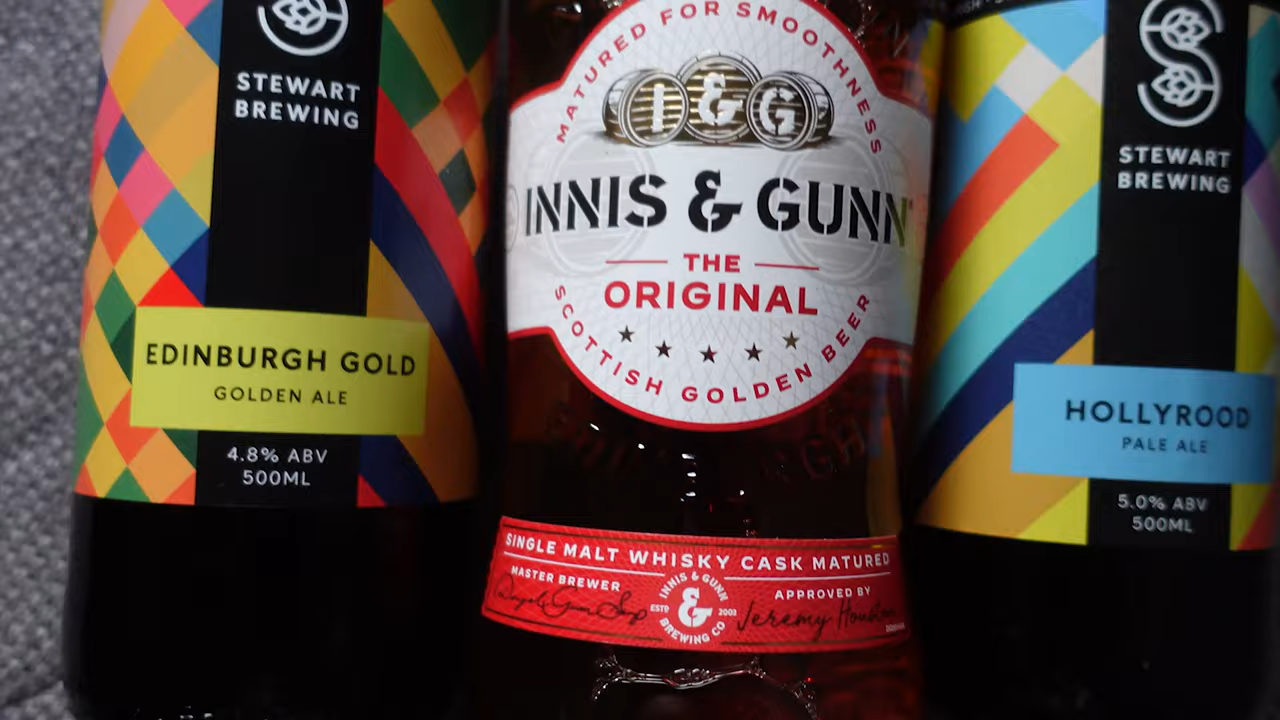 STEWART
BREWING
EDINBURGH GOLD
GOLDEN ALE
4.8% ABV
500ML
MATURED FOR SMOOTHNESS
I & G
INNIS & GUNN
THE
ORIGINAL
SCOTTISH GOLDEN BEER
SINGLE MALT WHISKY CASK MATURED
MASTER BREWER
APPROVED BY
INNIS & GUNN
ESTD & 2003
BREWING CO
Jeremy
STEWART
BREWING
HOLLYROOD
PALE ALE
5.0% ABV
500ML